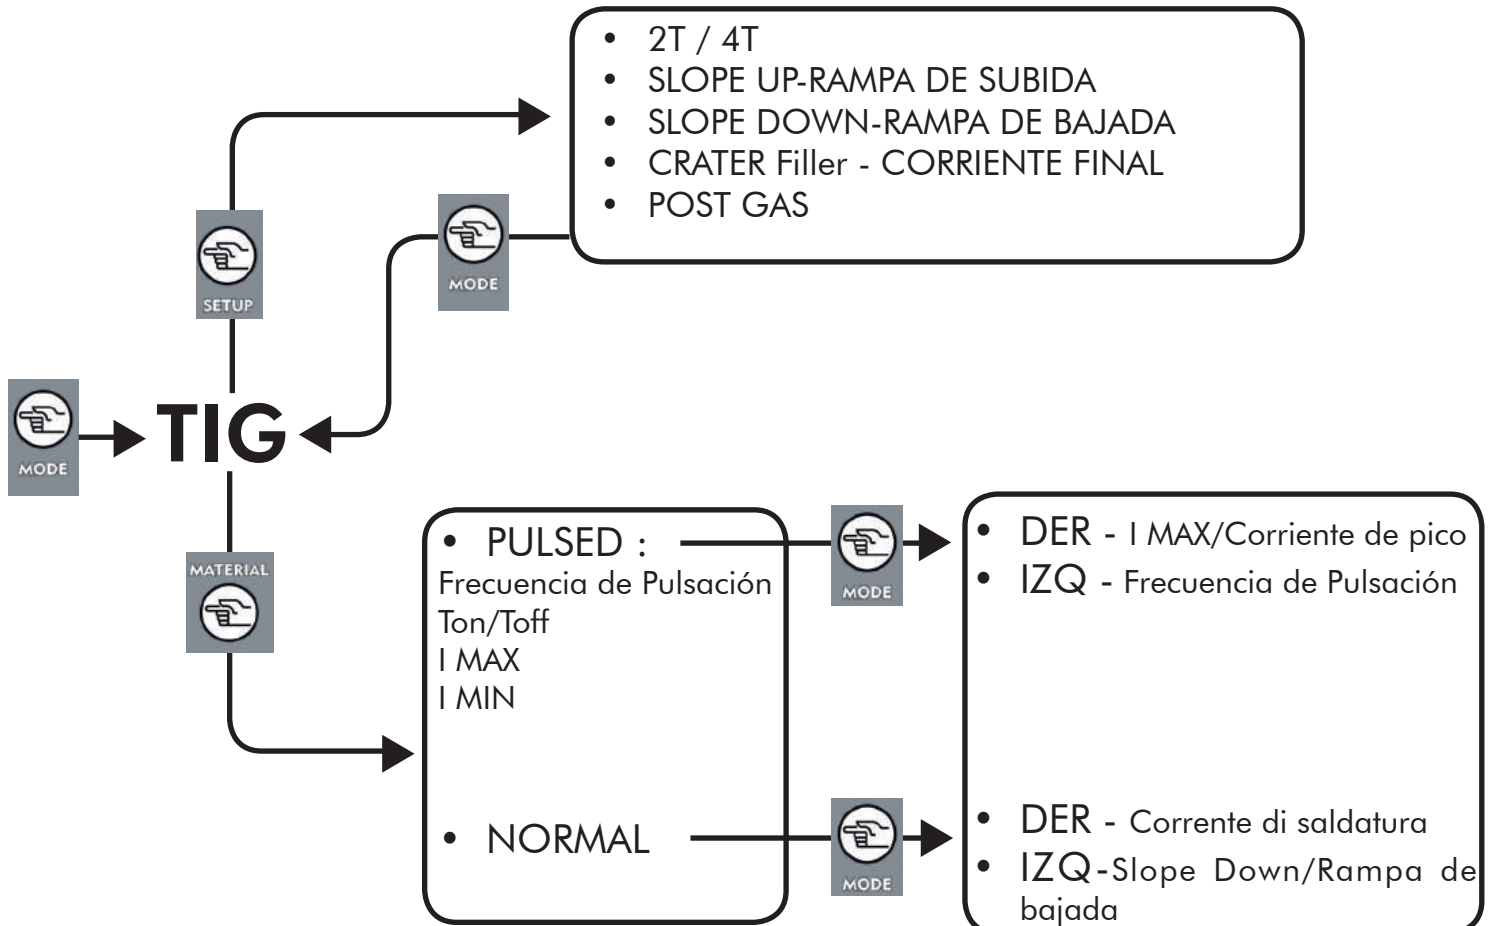 • 2T / 4T
• SLOPE UP-RAMPA DE SUBIDA
• SLOPE DOWN-RAMPA DE BAJADA
• CRATER Filler - CORRIENTE FINAL
• POST GAS
SETUP
MODE
MODE
TIG
MATERIAL
• PULSED :
Frecuencia de Pulsación
Ton/Toff
I MAX
I MIN
MODE
• DER - I MAX/Corriente de pico
• IZQ - Frecuencia de Pulsación
• NORMAL
MODE
• DER - Corrente di saldatura
• IZQ-Slope Down/Rampa de
bajada